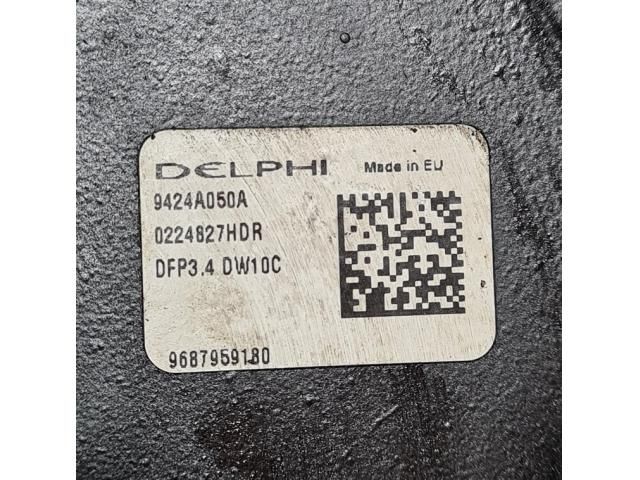 DELPHI Made in EU
9424A050A
0224827HDR
DFP3.4 DW10C
9687959180